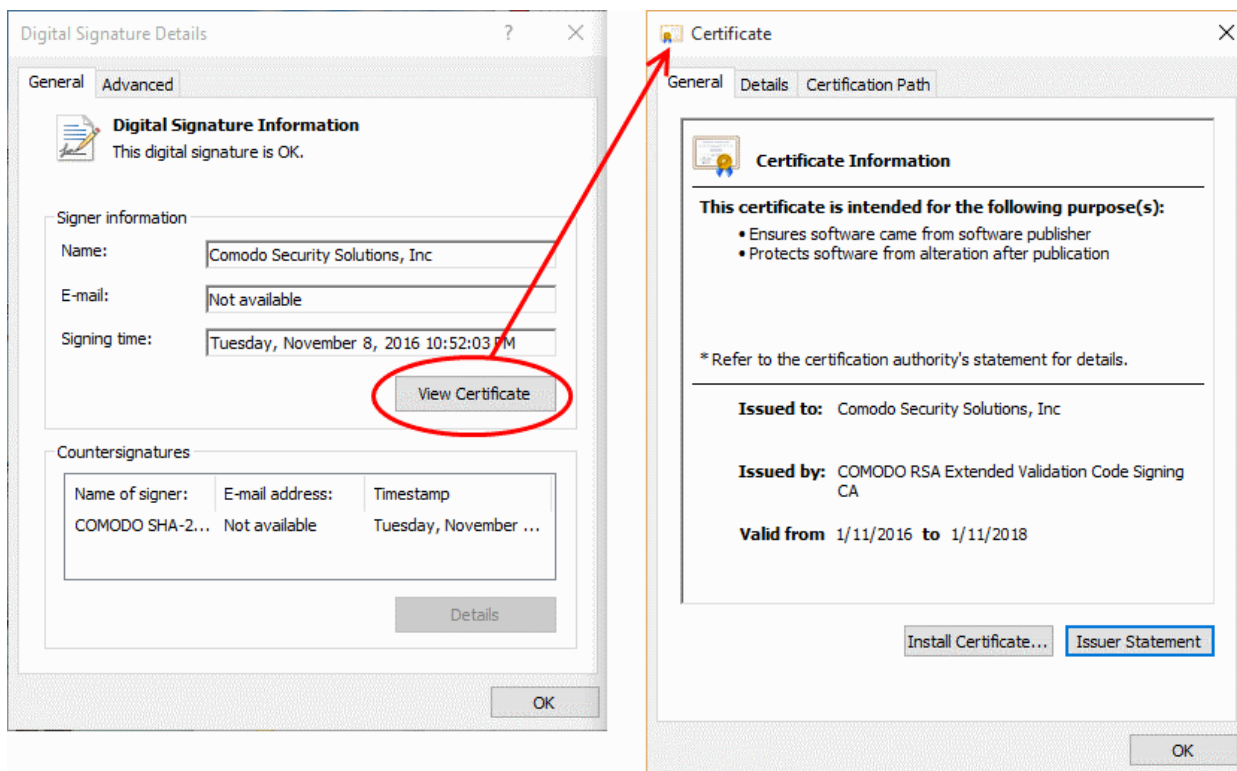 Digital Signature Details
?
General
Advanced
Digital Signature Information
This digital signature is OK.
Signer information
Name:
Comodo Security Solutions, Inc
E-mail:
Not available
Signing time:
Tuesday, November 8, 2016 10:52:03 PM
View Certificate
Countersignatures
Name of signer:
E-mail address:
Timestamp
COMODO SHA-2...
Not available
Tuesday, November ...
Details
OK
Certificate
General
Details
Certification Path
Certificate Information
This certificate is intended for the following purpose(s):
• Ensures software came from software publisher
• Protects software from alteration after publication
* Refer to the certification authority's statement for details.
Issued to: Comodo Security Solutions, Inc
Issued by: COMODO RSA Extended Validation Code Signing
CA
Valid from 1/11/2016 to 1/11/2018
Install Certificate...
Issuer Statement
OK